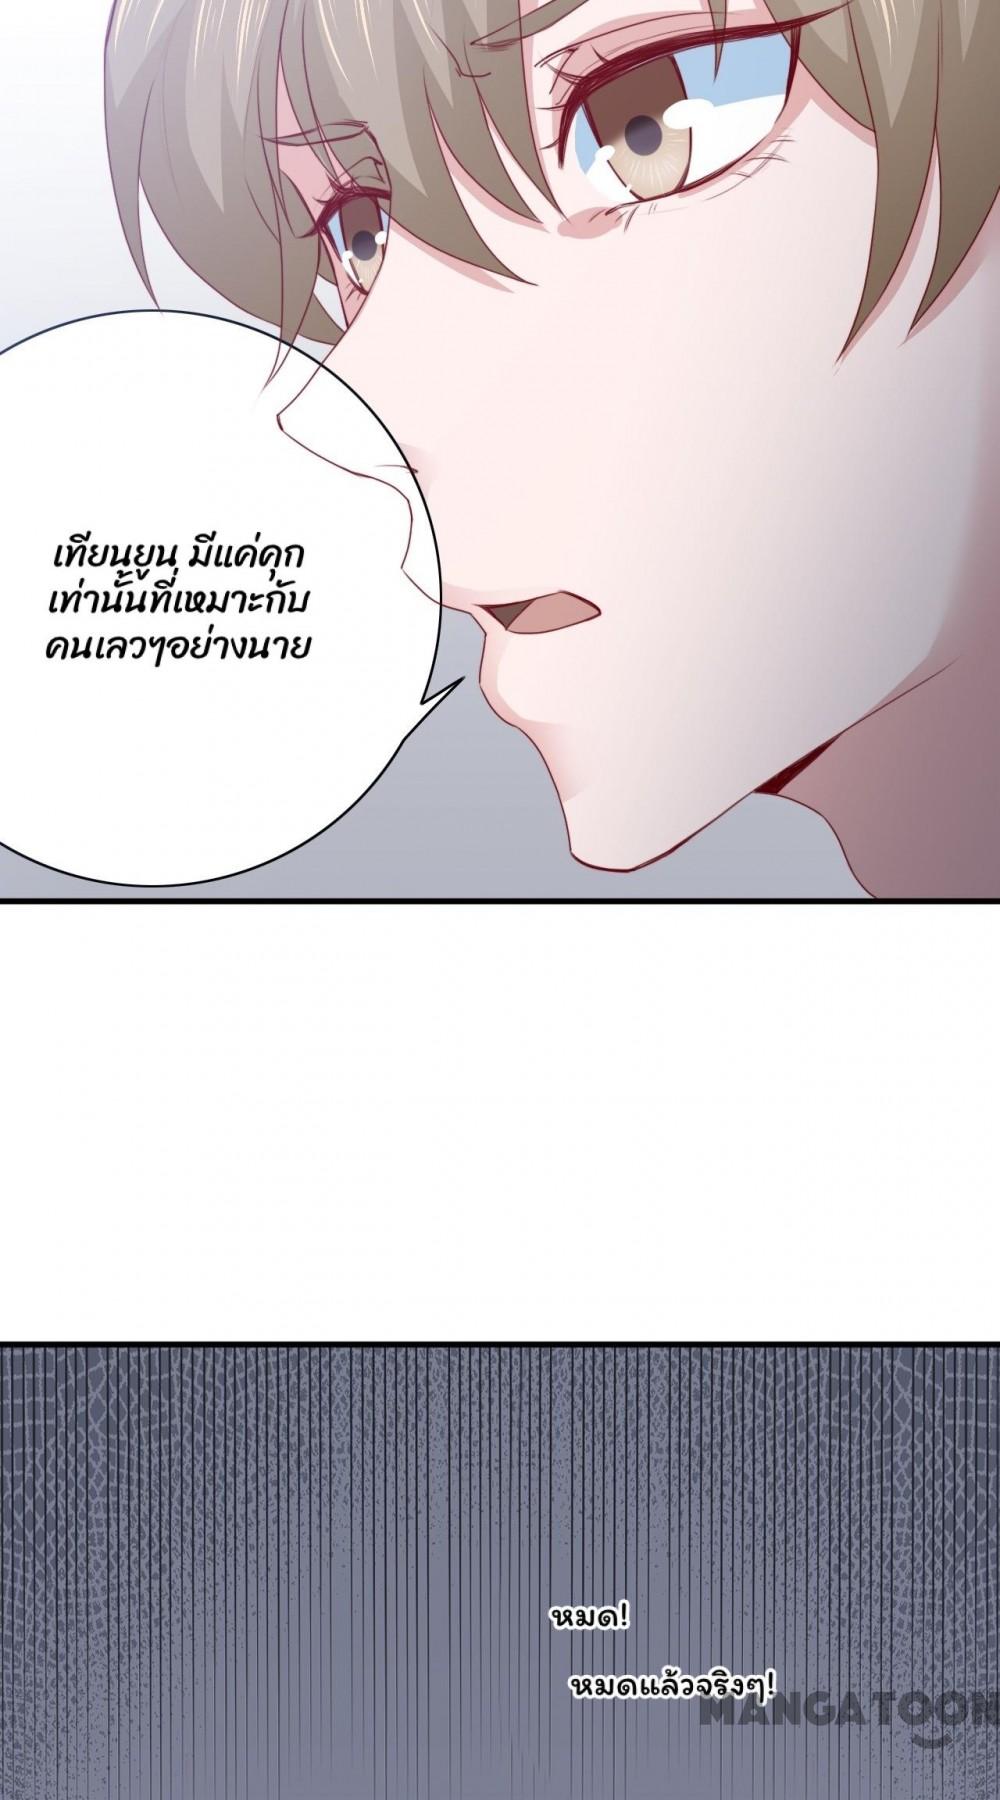 เทียนยูน มีแค่คุก
เท่านั้นที่เหมาะกับ
คนเลวๆอย่างนาย
หมด!
หมดแล้วจริงๆ!
MANGATOON